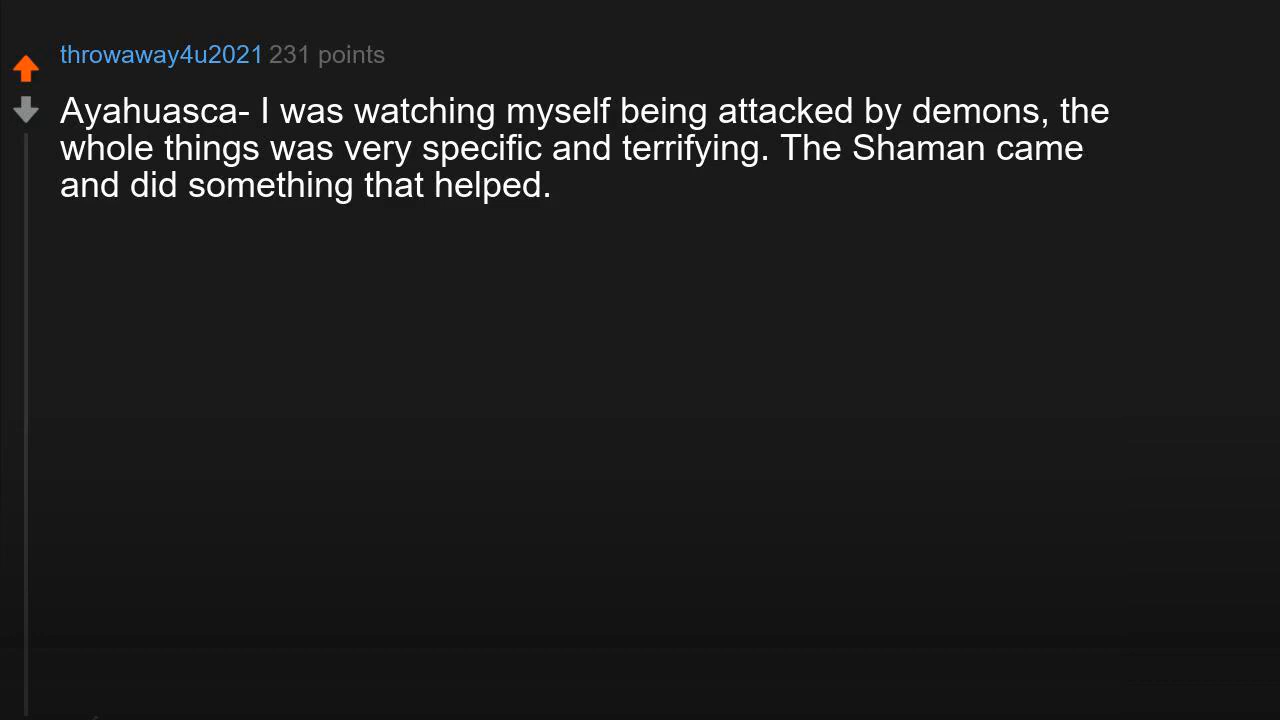 throwaway4u2021 231 points
Ayahuasca- I was watching myself being attacked by demons, the
whole things was very specific and terrifying. The Shaman came
and did something that helped.